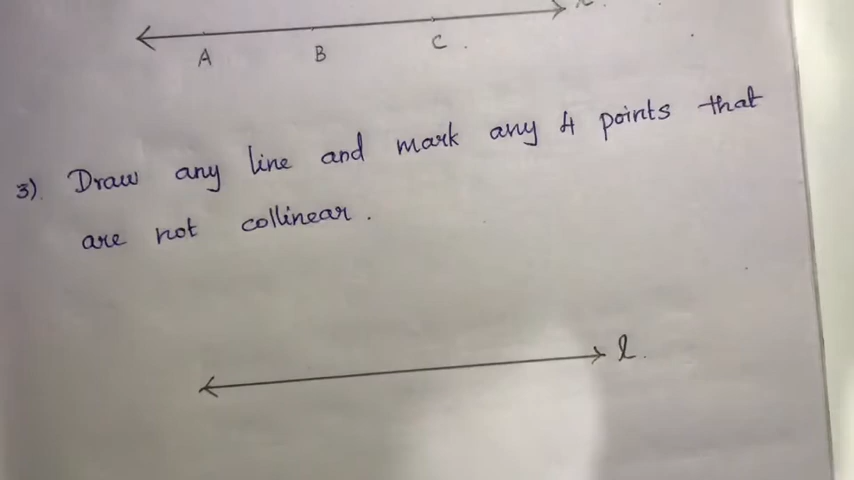 A B C .
3). Draw any line and mark any 4 points that
are not collinear .
l.